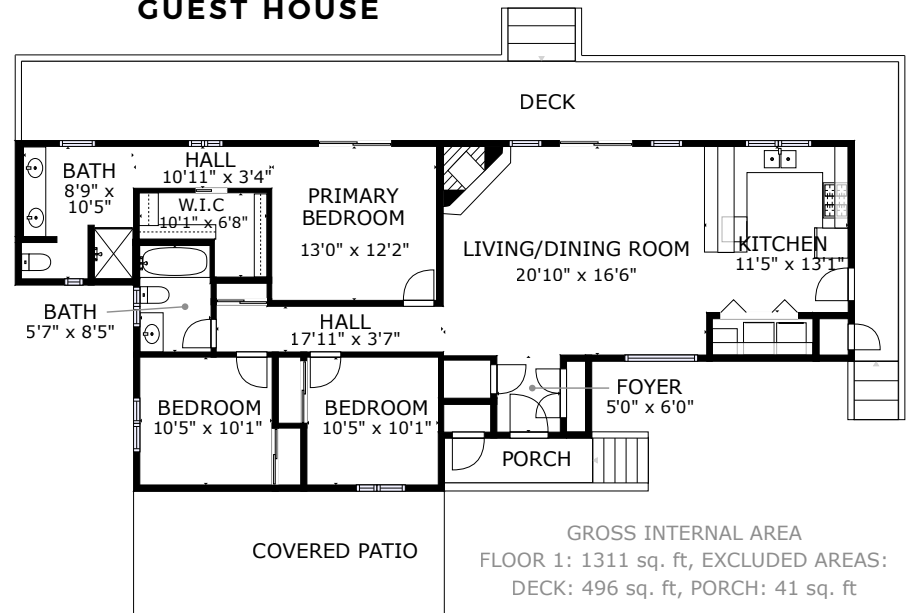 GUEST HOUSE
DECK
BATH
8'9" x
10'5"
HALL
10'11" x 3'4"
W.I.C
10'1" x 6'8"
PRIMARY
BEDROOM
13'0" x 12'2"
LIVING/DINING ROOM
20'10" x 16'6"
KITCHEN
11'5" x 13'1"
BATH
5'7" x 8'5"
HALL
17'11" x 3'7"
BEDROOM
10'5" x 10'1"
BEDROOM
10'5" x 10'1"
FOYER
5'0" x 6'0"
PORCH
COVERED PATIO
GROSS INTERNAL AREA
FLOOR 1: 1311 sq. ft, EXCLUDED AREAS:
DECK: 496 sq. ft, PORCH: 41 sq. ft